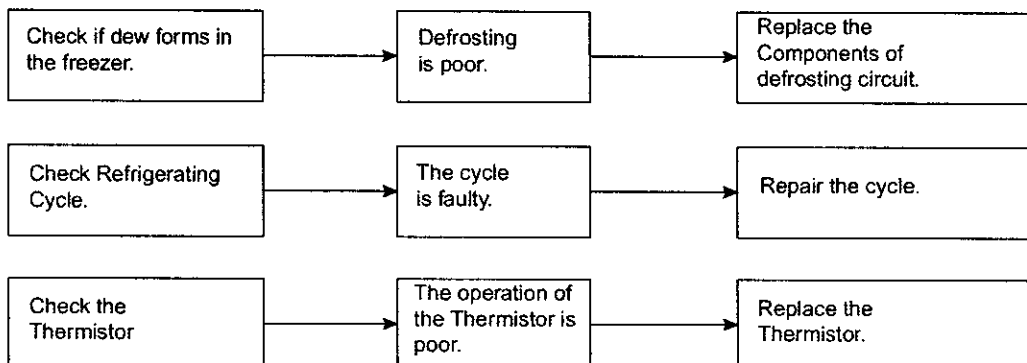 Check if dew forms in
the freezer.
Defrosting
is poor.
Replace the
Components of
defrosting circuit.
Check Refrigerating
Cycle.
The cycle
is faulty.
Repair the cycle.
Check the
Thermistor
The operation of
the Thermistor is
poor.
Replace the
Thermistor.